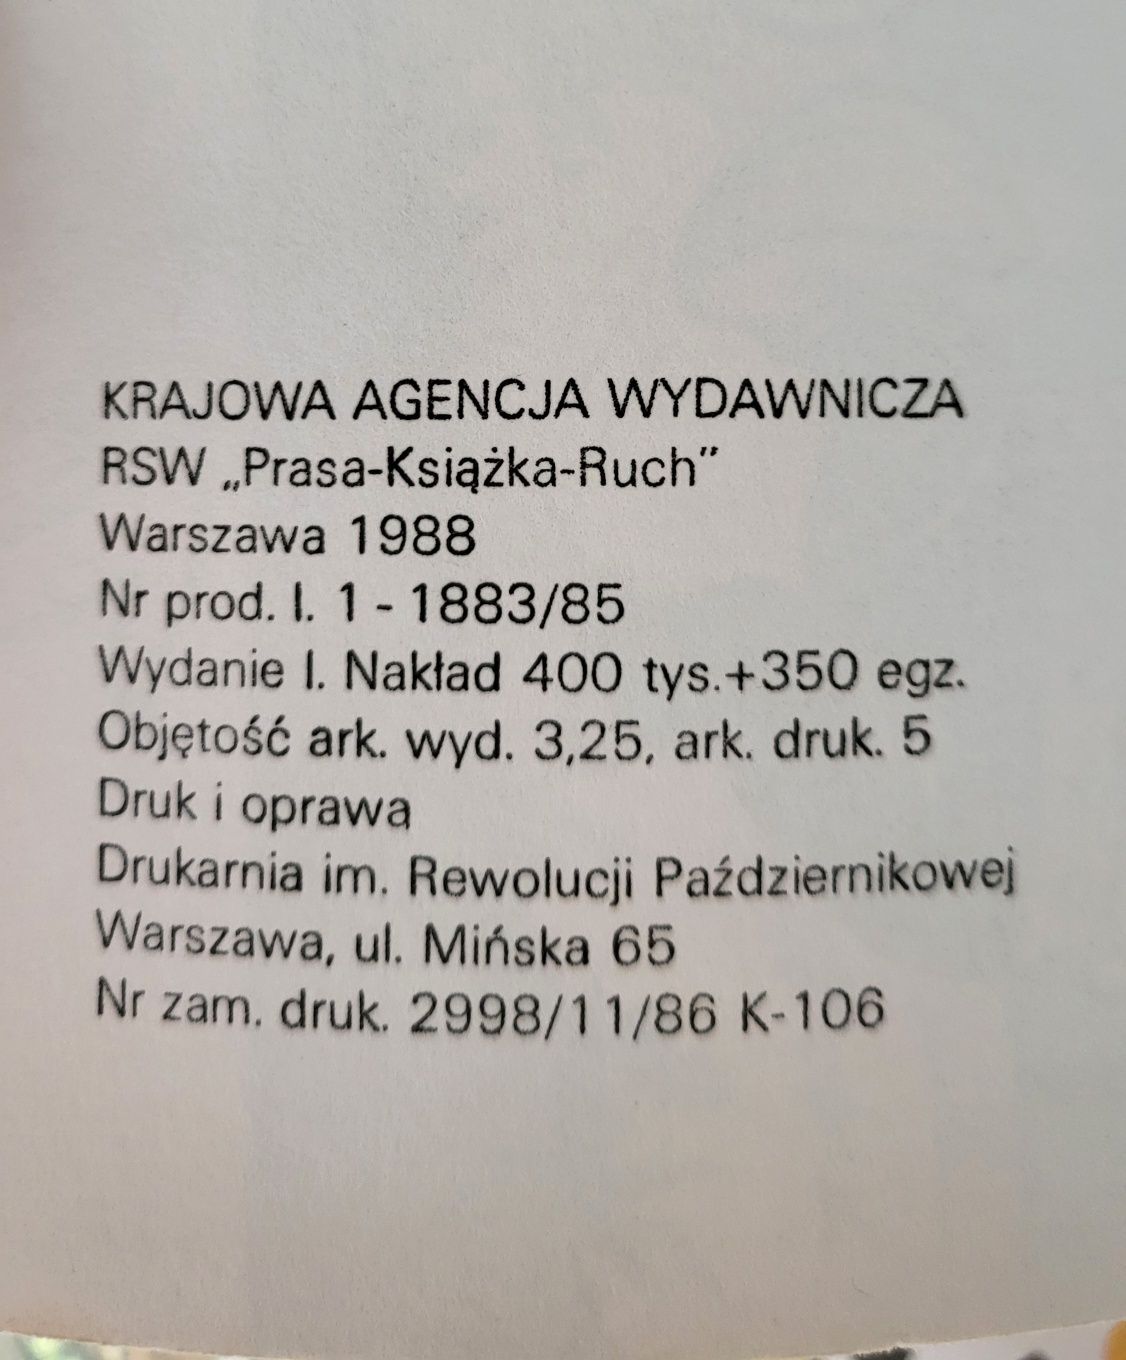 KRAJOWA AGENCJA WYDAWNICZA
RSW „Prasa-Książka-Ruch”
Warszawa 1988
Nr prod. I. 1 - 1883/85
Wydanie I. Nakład 400 tys.+350 egz.
Objętość ark. wyd. 3,25, ark. druk. 5
Druk i oprawa
Drukarnia im. Rewolucji Październikowej
Warszawa, ul. Mińska 65
Nr zam. druk. 2998/11/86 K-106